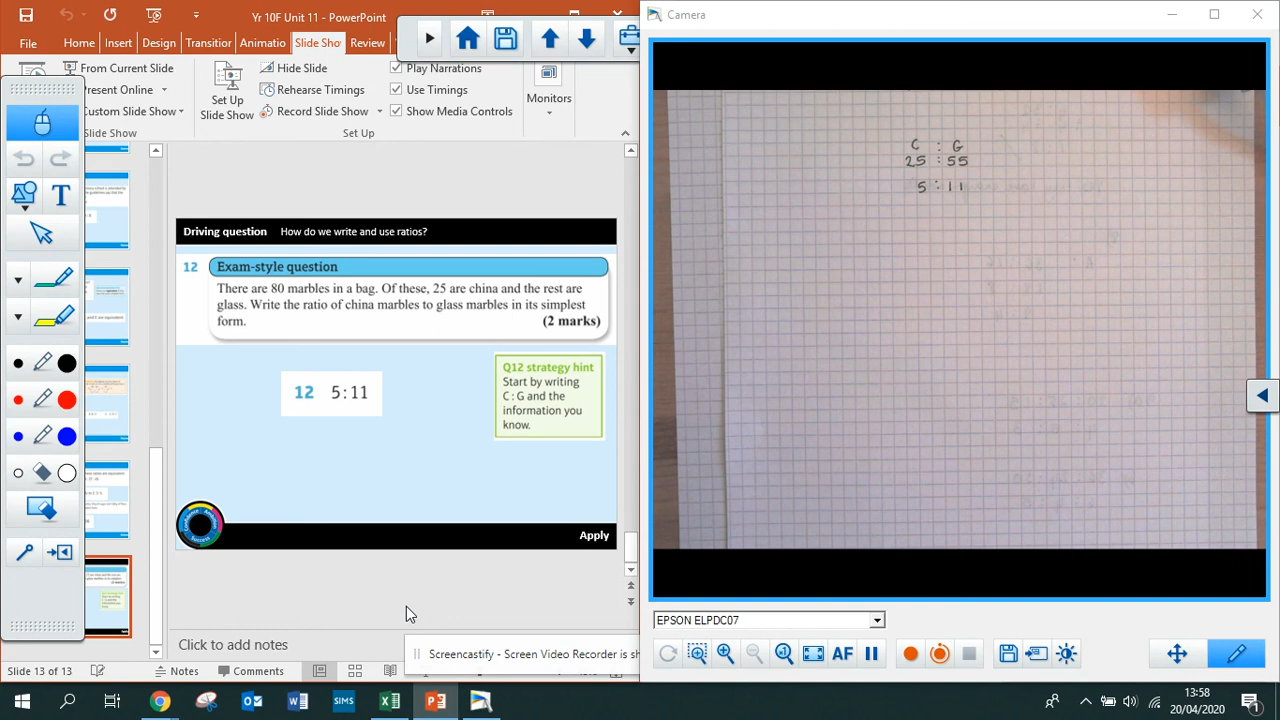 Yr 10F Unit 11 - PowerPoint
File
Home
Insert
Design
Transition
Animatio
Slide Sho
Review
From Current Slide
Present Online
Custom Slide Show
Slide Show
Set Up
Slide Show
Hide Slide
Rehearse Timings
Record Slide Show
Play Narrations
Use Timings
Show Media Controls
Set Up
Monitors
T
Driving question How do we write and use ratios?
12 Exam-style question
There are 80 marbles in a bag. Of these, 25 are china and the rest are
glass. Write the ratio of china marbles to glass marbles in its simplest
form. (2 marks)
12 5 : 11
Q12 strategy hint
Start by writing
C : G and the
information you
know.
Apply
Click to add notes
Screencastify - Screen Video Recorder is sh
Slide 13 of 13
Notes
Comments
Camera
C : G
25 : 55
5 : 11
EPSON ELPDC07
AF
SIMS
13:58
20/04/2020